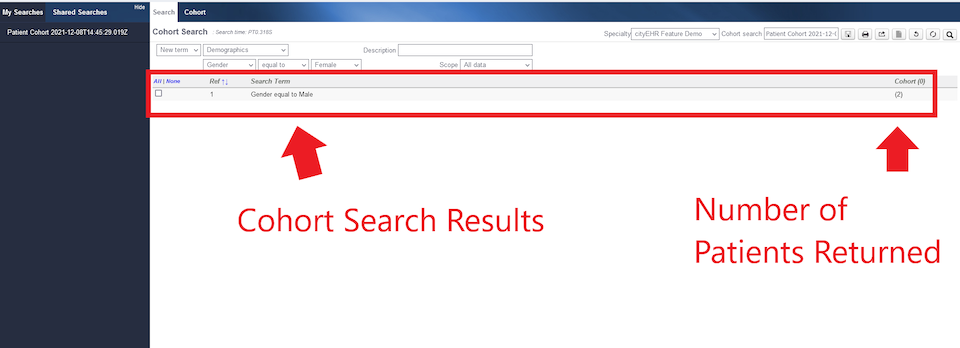 My Searches Shared Searches Hide Search Cohort
Patient Cohort 2021-12-08T14:45:29.019Z
Cohort Search : Search time: PT0.318S Specialty cityEHR Feature Demo Cohort search Patient Cohort 2021-12-0
New term Demographics Description
Gender equal to Female Scope All data
All | None Ref ↑↓ Search Term Cohort (0)
1 Gender equal to Male (2)
Cohort Search Results
Number of
Patients Returned